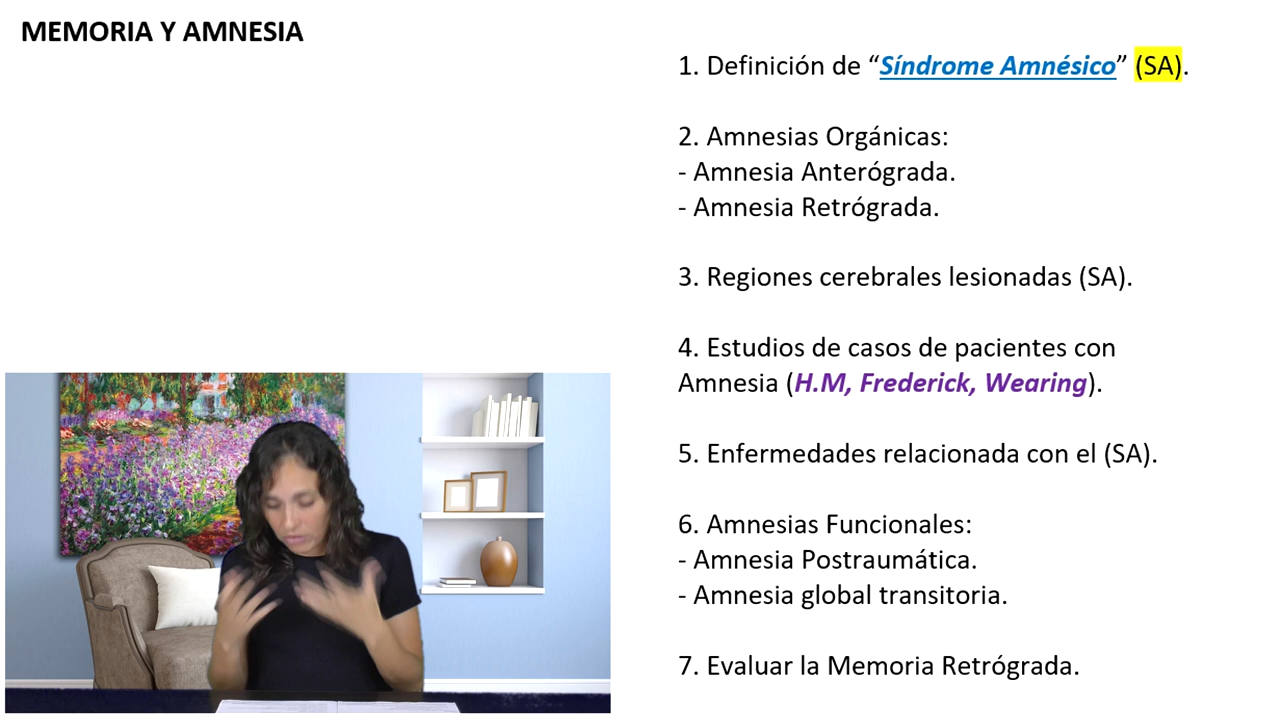 MEMORIA Y AMNESIA
1. Definición de “Síndrome Amnésico” (SA).
2. Amnesias Orgánicas:
- Amnesia Anterógrada.
- Amnesia Retrógrada.
3. Regiones cerebrales lesionadas (SA).
4. Estudios de casos de pacientes con
Amnesia (H.M, Frederick, Wearing).
5. Enfermedades relacionada con el (SA).
6. Amnesias Funcionales:
- Amnesia Postraumática.
- Amnesia global transitoria.
7. Evaluar la Memoria Retrógrada.